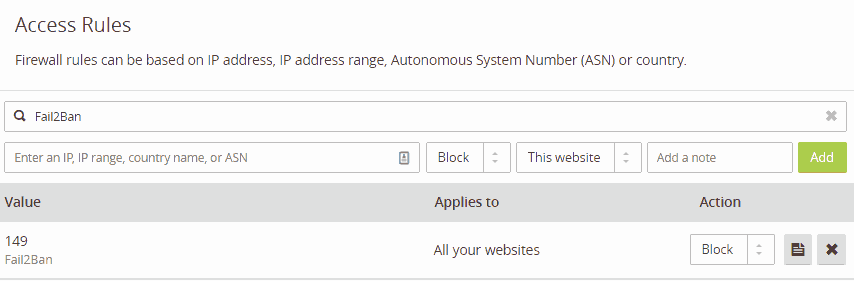 Access Rules
Firewall rules can be based on IP address, IP address range, Autonomous System Number (ASN) or country.
Fail2Ban
Enter an IP, IP range, country name, or ASN Block This website Add a note Add
Value Applies to Action
149
Fail2Ban All your websites Block